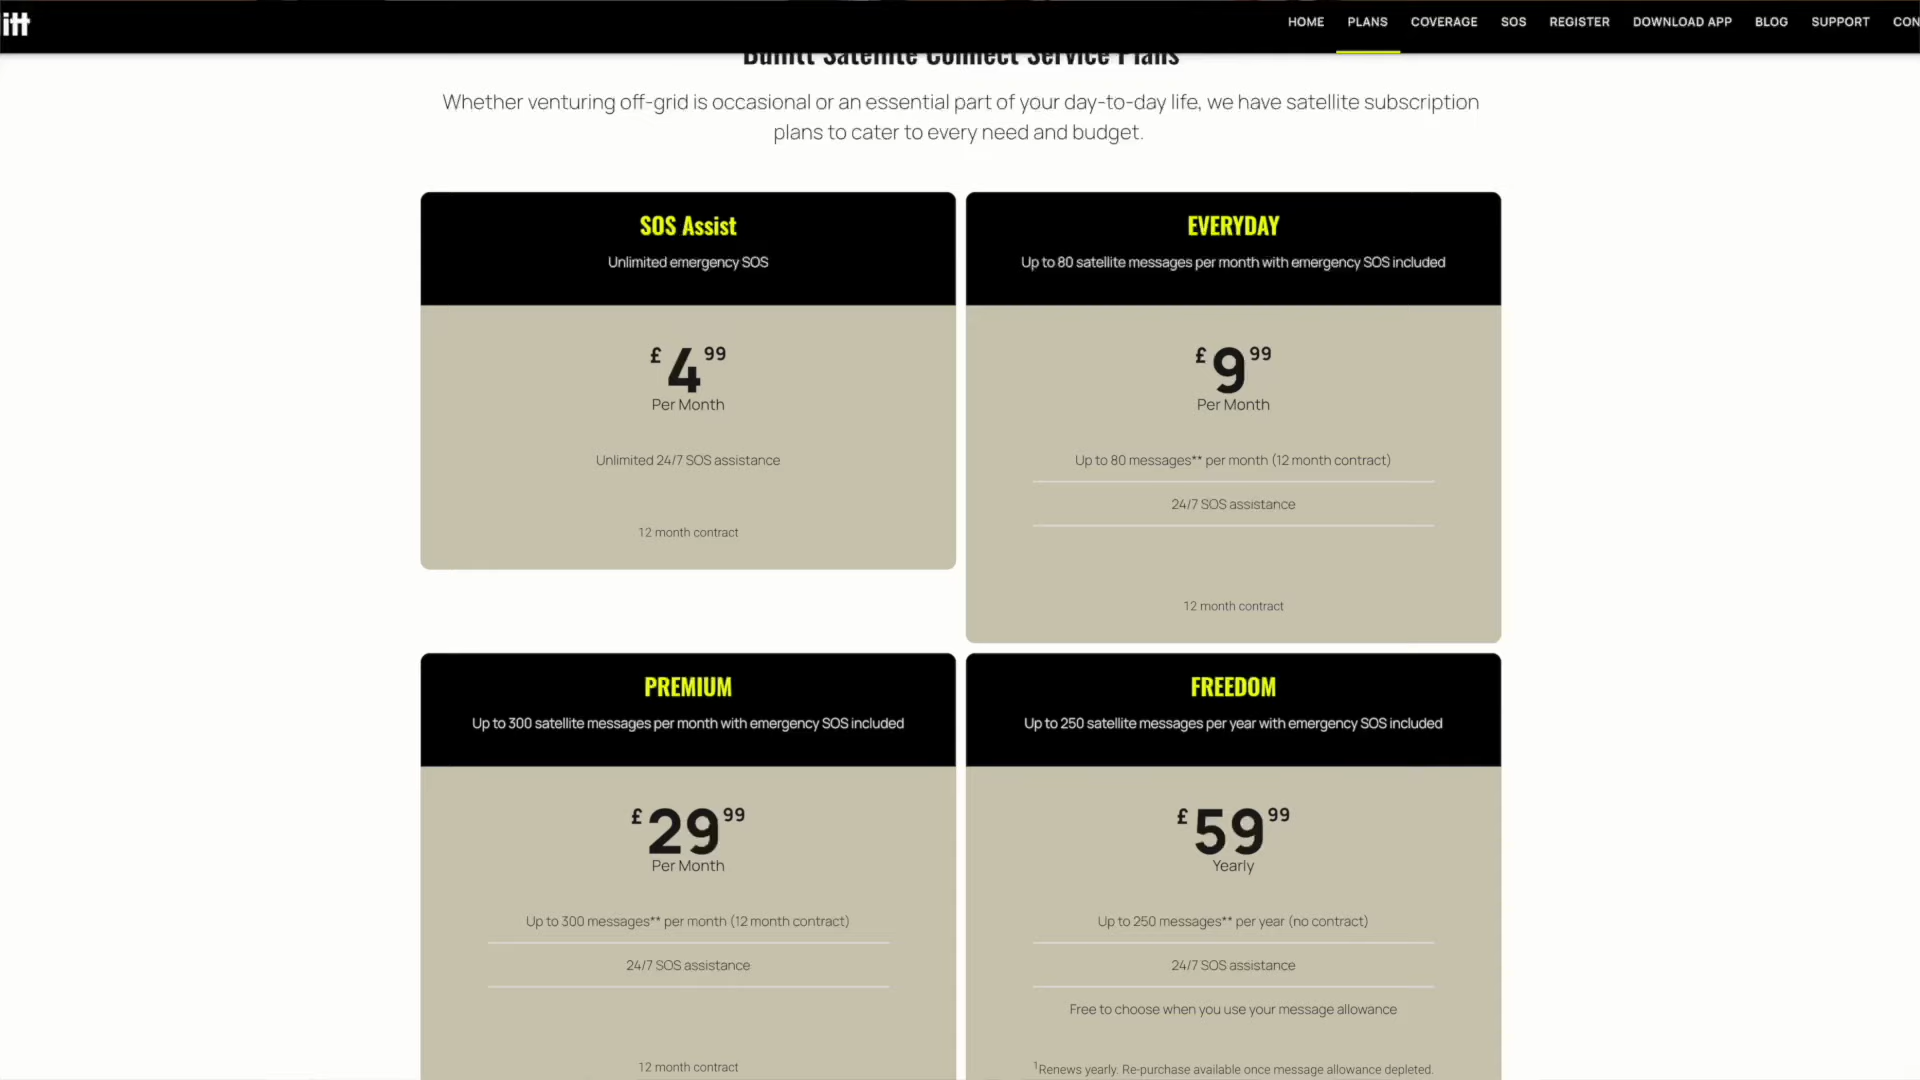 itt
HOME PLANS COVERAGE SOS REGISTER DOWNLOAD APP BLOG SUPPORT CON
Bullitt Satellite Connect Service Plans
Whether venturing off-grid is occasional or an essential part of your day-to-day life, we have satellite subscription
plans to cater to every need and budget.
SOS Assist
Unlimited emergency SOS
£4.99
Per Month
Unlimited 24/7 SOS assistance
12 month contract
EVERYDAY
Up to 80 satellite messages per month with emergency SOS included
£9.99
Per Month
Up to 80 messages** per month (12 month contract)
24/7 SOS assistance
12 month contract
PREMIUM
Up to 300 satellite messages per month with emergency SOS included
£29.99
Per Month
Up to 300 messages** per month (12 month contract)
24/7 SOS assistance
12 month contract
FREEDOM
Up to 250 satellite messages per year with emergency SOS included
£59.99
Yearly
Up to 250 messages** per year (no contract)
24/7 SOS assistance
Free to choose when you use your message allowance
¹Renews yearly. Re-purchase available once message allowance depleted.